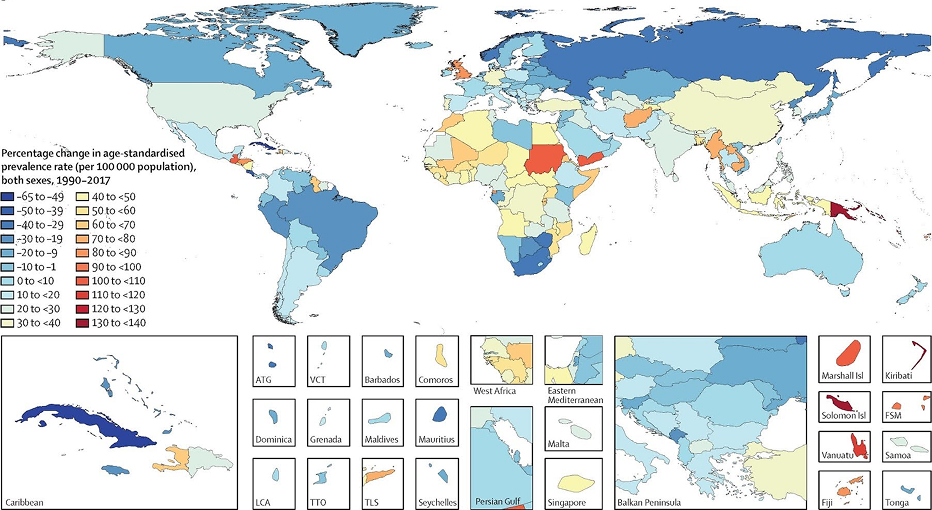 Percentage change in age-standardised
prevalence rate (per 100 000 population),
both sexes, 1990–2017
-65 to -49
-50 to -39
-40 to -29
-30 to -19
-20 to -9
-10 to -1
0 to <10
10 to <20
20 to <30
30 to <40
40 to <50
50 to <60
60 to <70
70 to <80
80 to <90
90 to <100
100 to <110
110 to <120
120 to <130
130 to <140
Caribbean
ATG
VCT
Barbados
Comoros
Dominica
Grenada
Maldives
Mauritius
LCA
TTO
TLS
Seychelles
West Africa
Eastern
Mediterranean
Persian Gulf
Malta
Singapore
Balkan Peninsula
Marshall Isl
Kiribati
Solomon Isl
FSM
Vanuatu
Samoa
Fiji
Tonga